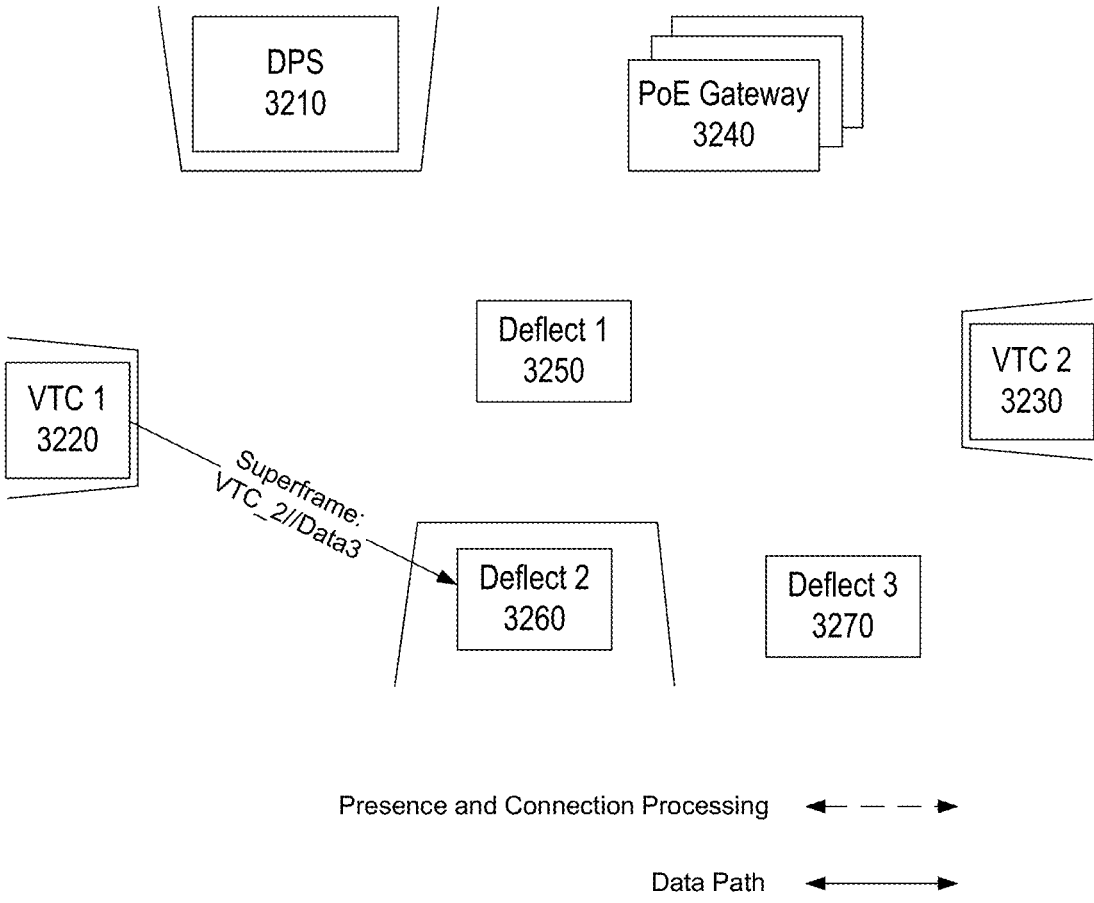 DPS
3210
PoE Gateway
3240
Deflect 1
3250
VTC 1
3220
VTC 2
3230
Superframe:
VTC_2//Data3
Deflect 2
3260
Deflect 3
3270
Presence and Connection Processing
Data Path